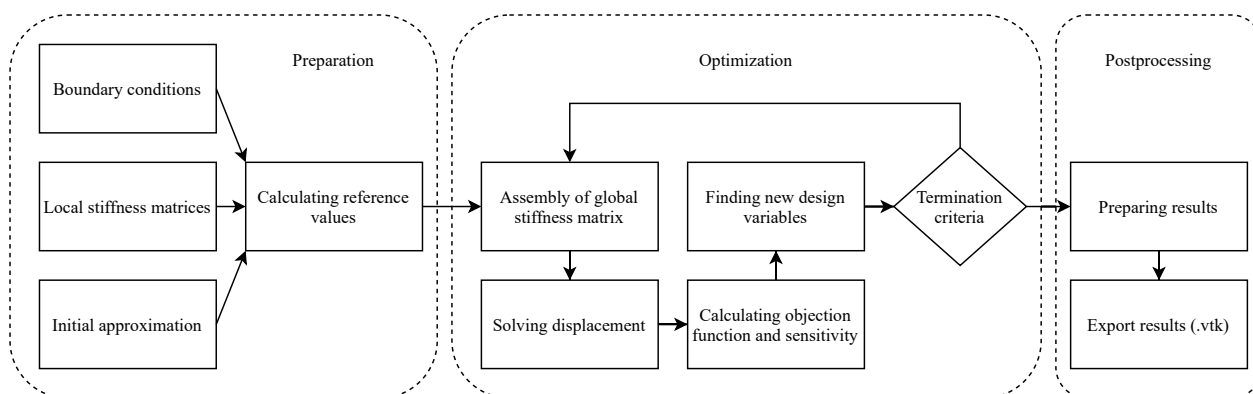 Preparation
Boundary conditions
Local stiffness matrices
Initial approximation
Calculating reference
values
Optimization
Assembly of global
stiffness matrix
Solving displacement
Calculating objection
function and sensitivity
Finding new design
variables
Termination
criteria
Postprocessing
Preparing results
Export results (.vtk)